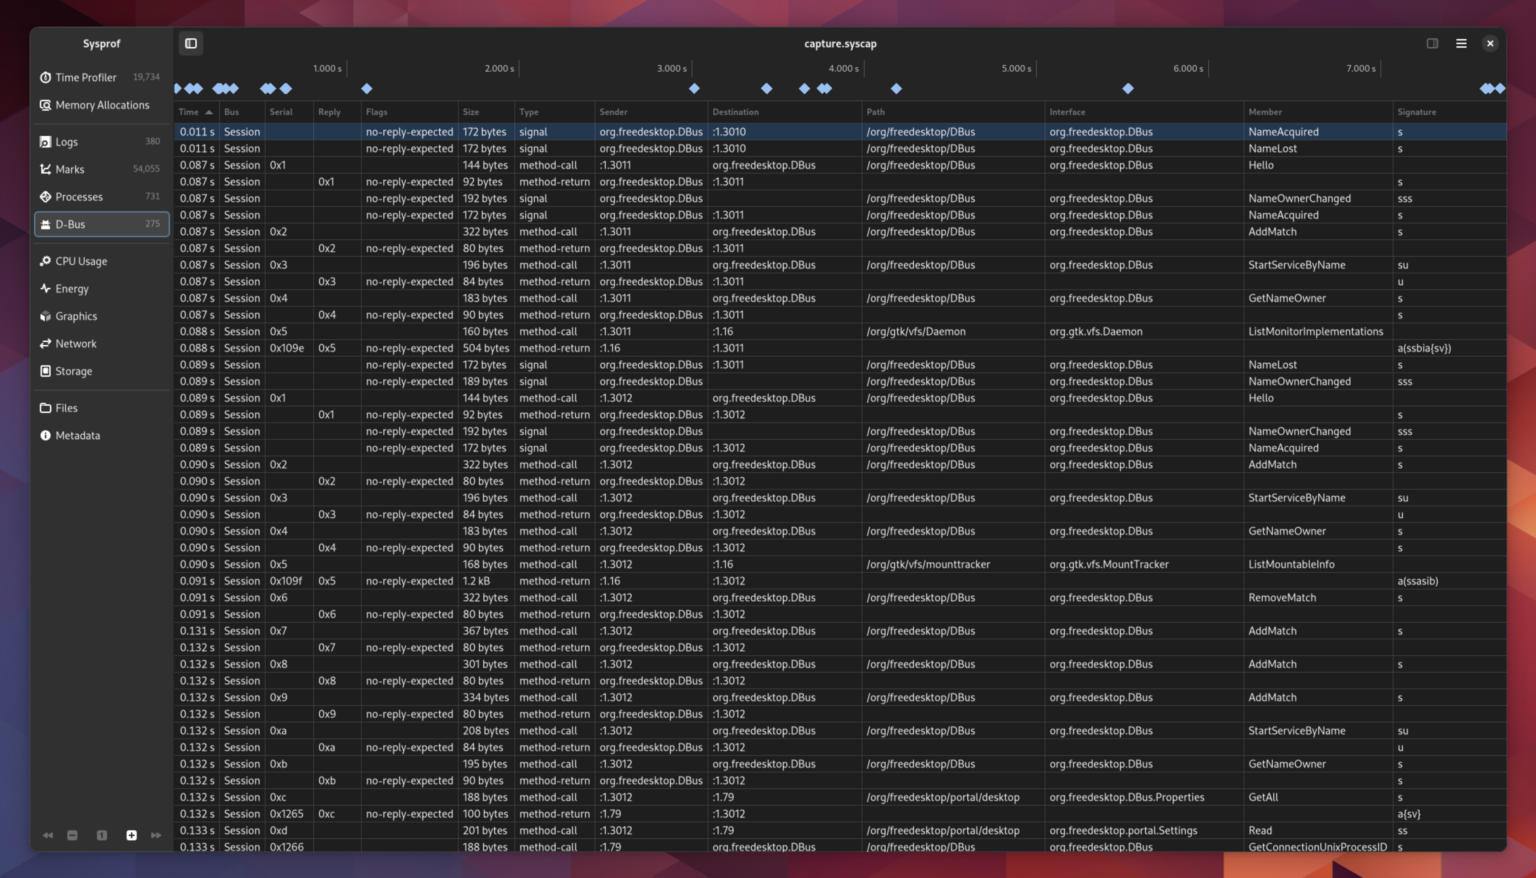 Sysprof
capture.syscap
Time Profiler 19,734
Memory Allocations
Logs 380
Marks 54,055
Processes 731
D-Bus 275
CPU Usage
Energy
Graphics
Network
Storage
Files
Metadata
1
1.000 s 2.000 s 3.000 s 4.000 s 5.000 s 6.000 s 7.000 s
Time Bus Serial Reply Flags Size Type Sender Destination Path Interface Member Signature
0.011 s Session no-reply-expected 172 bytes signal org.freedesktop.DBus :1.3010 /org/freedesktop/DBus org.freedesktop.DBus NameAcquired s
0.011 s Session no-reply-expected 172 bytes signal org.freedesktop.DBus :1.3010 /org/freedesktop/DBus org.freedesktop.DBus NameLost s
0.087 s Session 0x1 144 bytes method-call :1.3011 org.freedesktop.DBus /org/freedesktop/DBus org.freedesktop.DBus Hello
0.087 s Session 0x1 no-reply-expected 92 bytes method-return org.freedesktop.DBus :1.3011 s
0.087 s Session no-reply-expected 192 bytes signal org.freedesktop.DBus /org/freedesktop/DBus org.freedesktop.DBus NameOwnerChanged sss
0.087 s Session no-reply-expected 172 bytes signal org.freedesktop.DBus :1.3011 /org/freedesktop/DBus org.freedesktop.DBus NameAcquired s
0.087 s Session 0x2 322 bytes method-call :1.3011 org.freedesktop.DBus /org/freedesktop/DBus org.freedesktop.DBus AddMatch s
0.087 s Session 0x2 no-reply-expected 80 bytes method-return org.freedesktop.DBus :1.3011
0.087 s Session 0x3 196 bytes method-call :1.3011 org.freedesktop.DBus /org/freedesktop/DBus org.freedesktop.DBus StartServiceByName su
0.087 s Session 0x3 no-reply-expected 84 bytes method-return org.freedesktop.DBus :1.3011 u
0.087 s Session 0x4 183 bytes method-call :1.3011 org.freedesktop.DBus /org/freedesktop/DBus org.freedesktop.DBus GetNameOwner s
0.087 s Session 0x4 no-reply-expected 90 bytes method-return org.freedesktop.DBus :1.3011 s
0.088 s Session 0x5 160 bytes method-call :1.3011 :1.16 /org/gtk/vfs/Daemon org.gtk.vfs.Daemon ListMonitorImplementations
0.088 s Session 0x109e 0x5 no-reply-expected 504 bytes method-return :1.16 :1.3011 a(ssbia{sv})
0.089 s Session no-reply-expected 172 bytes signal org.freedesktop.DBus :1.3011 /org/freedesktop/DBus org.freedesktop.DBus NameLost s
0.089 s Session no-reply-expected 189 bytes signal org.freedesktop.DBus /org/freedesktop/DBus org.freedesktop.DBus NameOwnerChanged sss
0.089 s Session 0x1 144 bytes method-call :1.3012 org.freedesktop.DBus /org/freedesktop/DBus org.freedesktop.DBus Hello
0.089 s Session 0x1 no-reply-expected 92 bytes method-return org.freedesktop.DBus :1.3012 s
0.089 s Session no-reply-expected 192 bytes signal org.freedesktop.DBus /org/freedesktop/DBus org.freedesktop.DBus NameOwnerChanged sss
0.089 s Session no-reply-expected 172 bytes signal org.freedesktop.DBus :1.3012 /org/freedesktop/DBus org.freedesktop.DBus NameAcquired s
0.090 s Session 0x2 322 bytes method-call :1.3012 org.freedesktop.DBus /org/freedesktop/DBus org.freedesktop.DBus AddMatch s
0.090 s Session 0x2 no-reply-expected 80 bytes method-return org.freedesktop.DBus :1.3012
0.090 s Session 0x3 196 bytes method-call :1.3012 org.freedesktop.DBus /org/freedesktop/DBus org.freedesktop.DBus StartServiceByName su
0.090 s Session 0x3 no-reply-expected 84 bytes method-return org.freedesktop.DBus :1.3012 u
0.090 s Session 0x4 183 bytes method-call :1.3012 org.freedesktop.DBus /org/freedesktop/DBus org.freedesktop.DBus GetNameOwner s
0.090 s Session 0x4 no-reply-expected 90 bytes method-return org.freedesktop.DBus :1.3012 s
0.090 s Session 0x5 168 bytes method-call :1.3012 :1.16 /org/gtk/vfs/mounttracker org.gtk.vfs.MountTracker ListMountableInfo
0.091 s Session 0x109f 0x5 no-reply-expected 1.2 kB method-return :1.16 :1.3012 a(ssasib)
0.091 s Session 0x6 322 bytes method-call :1.3012 org.freedesktop.DBus /org/freedesktop/DBus org.freedesktop.DBus RemoveMatch s
0.091 s Session 0x6 no-reply-expected 80 bytes method-return org.freedesktop.DBus :1.3012
0.131 s Session 0x7 367 bytes method-call :1.3012 org.freedesktop.DBus /org/freedesktop/DBus org.freedesktop.DBus AddMatch s
0.132 s Session 0x7 no-reply-expected 80 bytes method-return org.freedesktop.DBus :1.3012
0.132 s Session 0x8 301 bytes method-call :1.3012 org.freedesktop.DBus /org/freedesktop/DBus org.freedesktop.DBus AddMatch s
0.132 s Session 0x8 no-reply-expected 80 bytes method-return org.freedesktop.DBus :1.3012
0.132 s Session 0x9 334 bytes method-call :1.3012 org.freedesktop.DBus /org/freedesktop/DBus org.freedesktop.DBus AddMatch s
0.132 s Session 0x9 no-reply-expected 80 bytes method-return org.freedesktop.DBus :1.3012
0.132 s Session 0xa 208 bytes method-call :1.3012 org.freedesktop.DBus /org/freedesktop/DBus org.freedesktop.DBus StartServiceByName su
0.132 s Session 0xa no-reply-expected 84 bytes method-return org.freedesktop.DBus :1.3012 u
0.132 s Session 0xb 195 bytes method-call :1.3012 org.freedesktop.DBus /org/freedesktop/DBus org.freedesktop.DBus GetNameOwner s
0.132 s Session 0xb no-reply-expected 90 bytes method-return org.freedesktop.DBus :1.3012 s
0.132 s Session 0xc 188 bytes method-call :1.3012 :1.79 /org/freedesktop/portal/desktop org.freedesktop.DBus.Properties GetAll s
0.132 s Session 0x1265 0xc no-reply-expected 100 bytes method-return :1.79 :1.3012 a{sv}
0.133 s Session 0xd 201 bytes method-call :1.3012 :1.79 /org/freedesktop/portal/desktop org.freedesktop.portal.Settings Read ss
0.133 s Session 0x1266 188 bytes method-call :1.79 org.freedesktop.DBus /org/freedesktop/DBus org.freedesktop.DBus GetConnectionUnixProcessID s